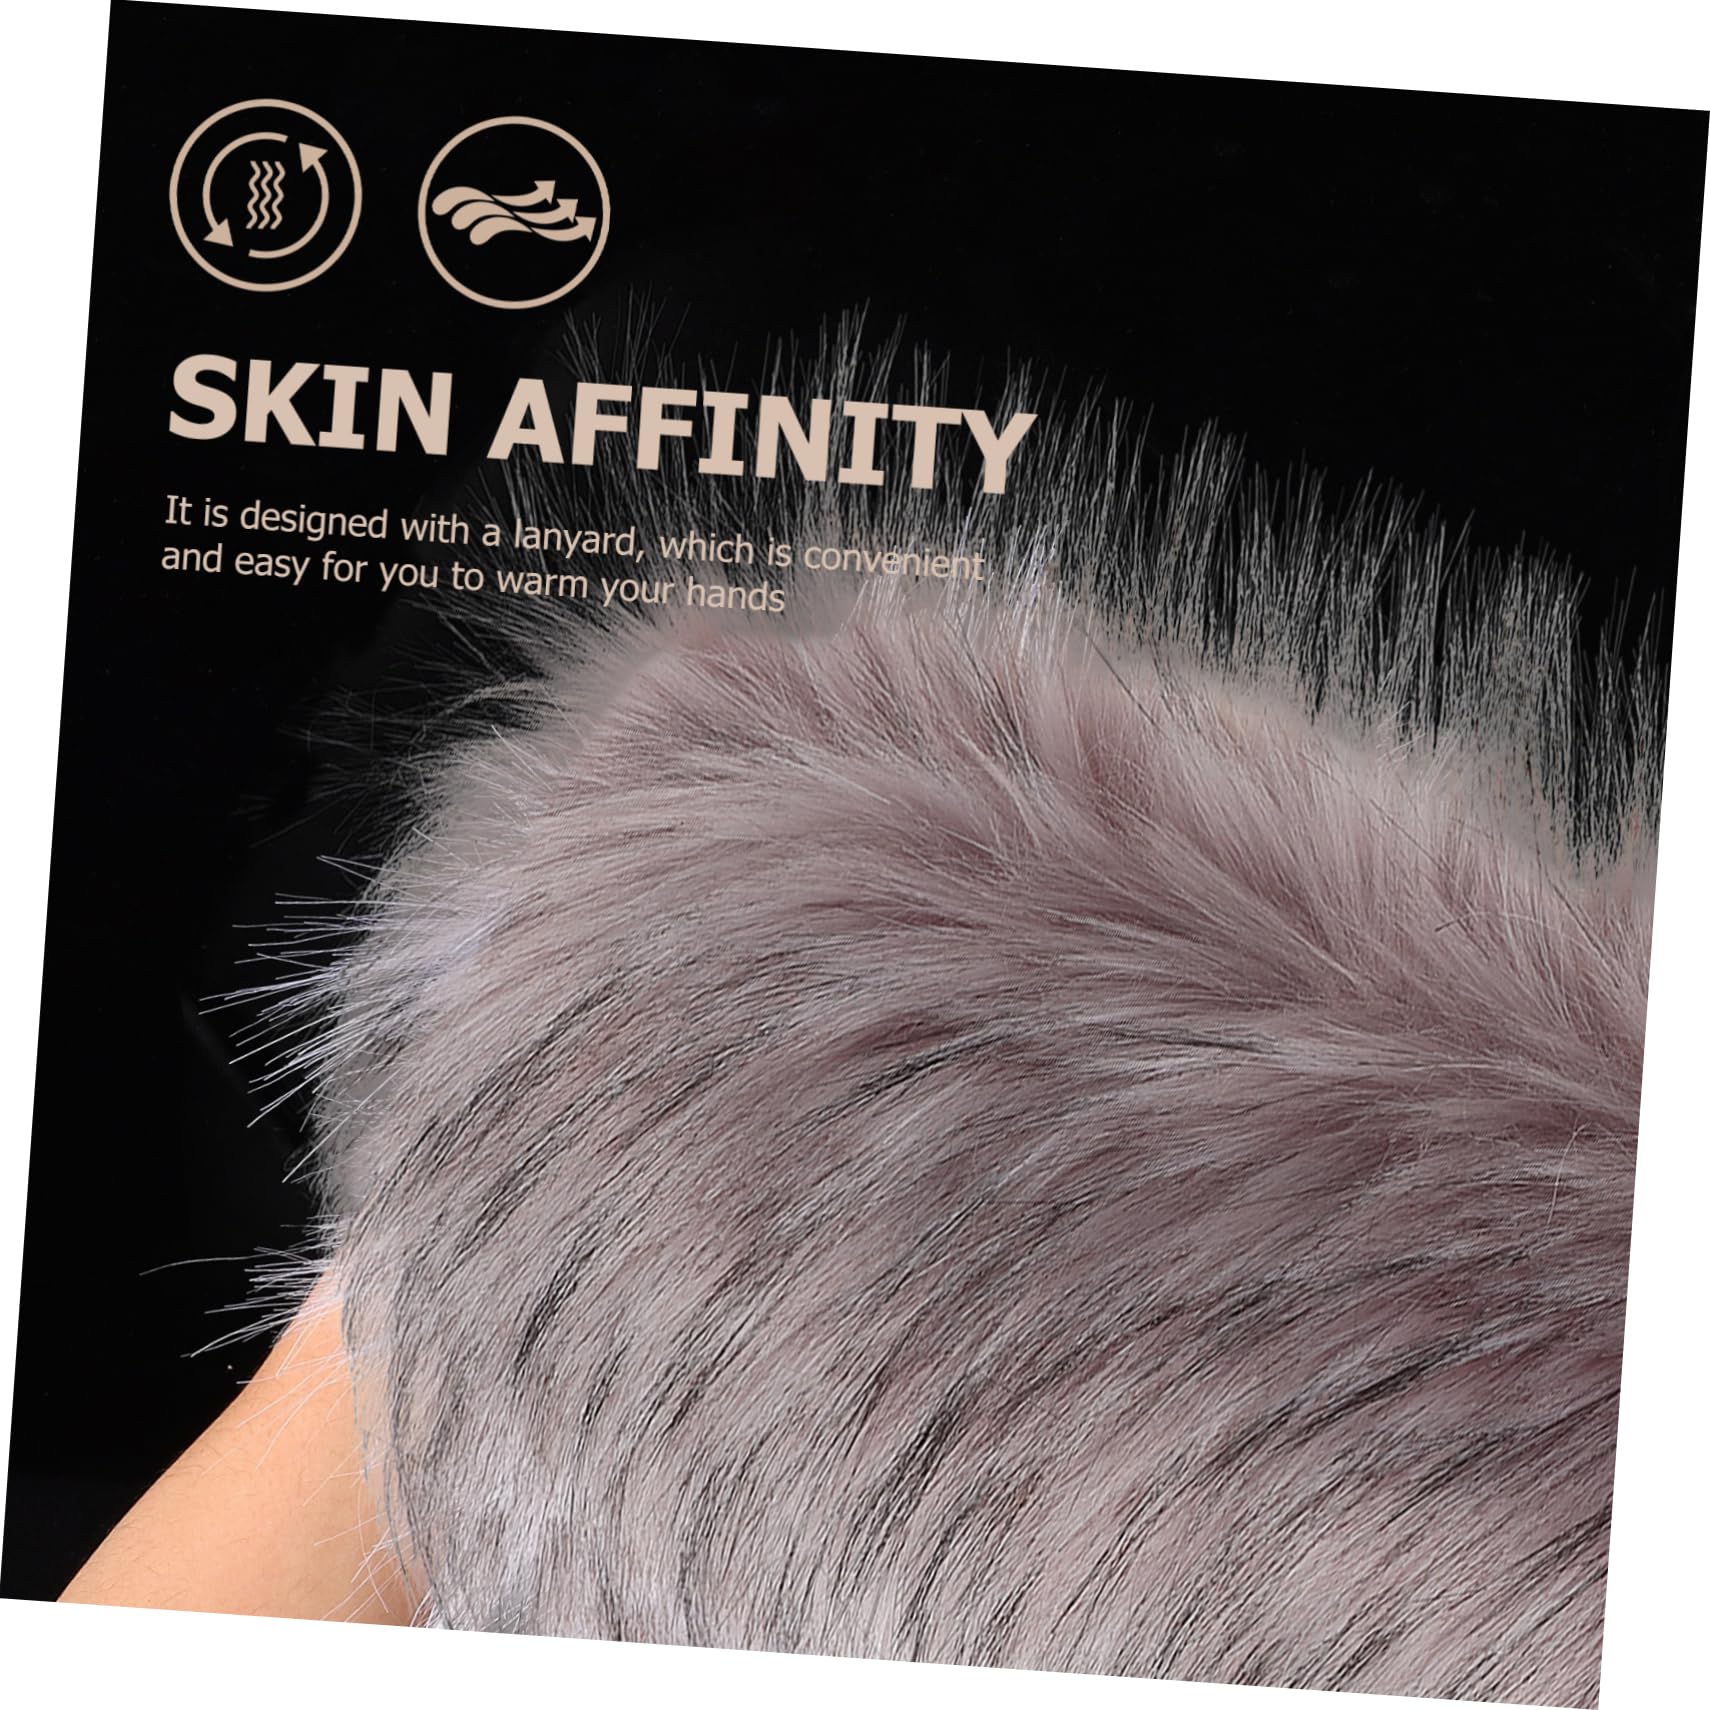 SKIN AFFINITY
It is designed with a lanyard, which is convenient
and easy for you to warm your hands